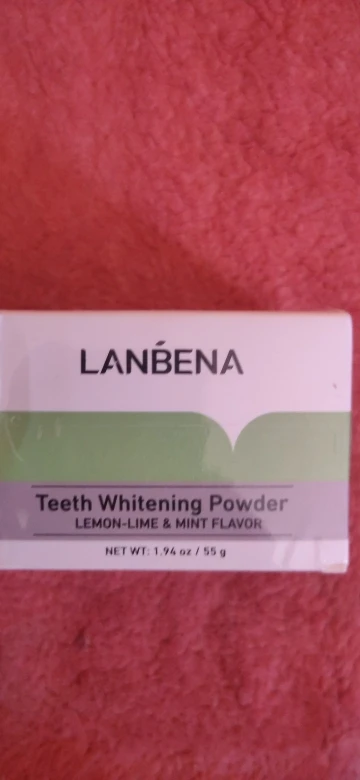 LANBENA
Teeth Whitening Powder
LEMON-LIME & MINT FLAVOR
NET WT: 1.94 oz / 55 g